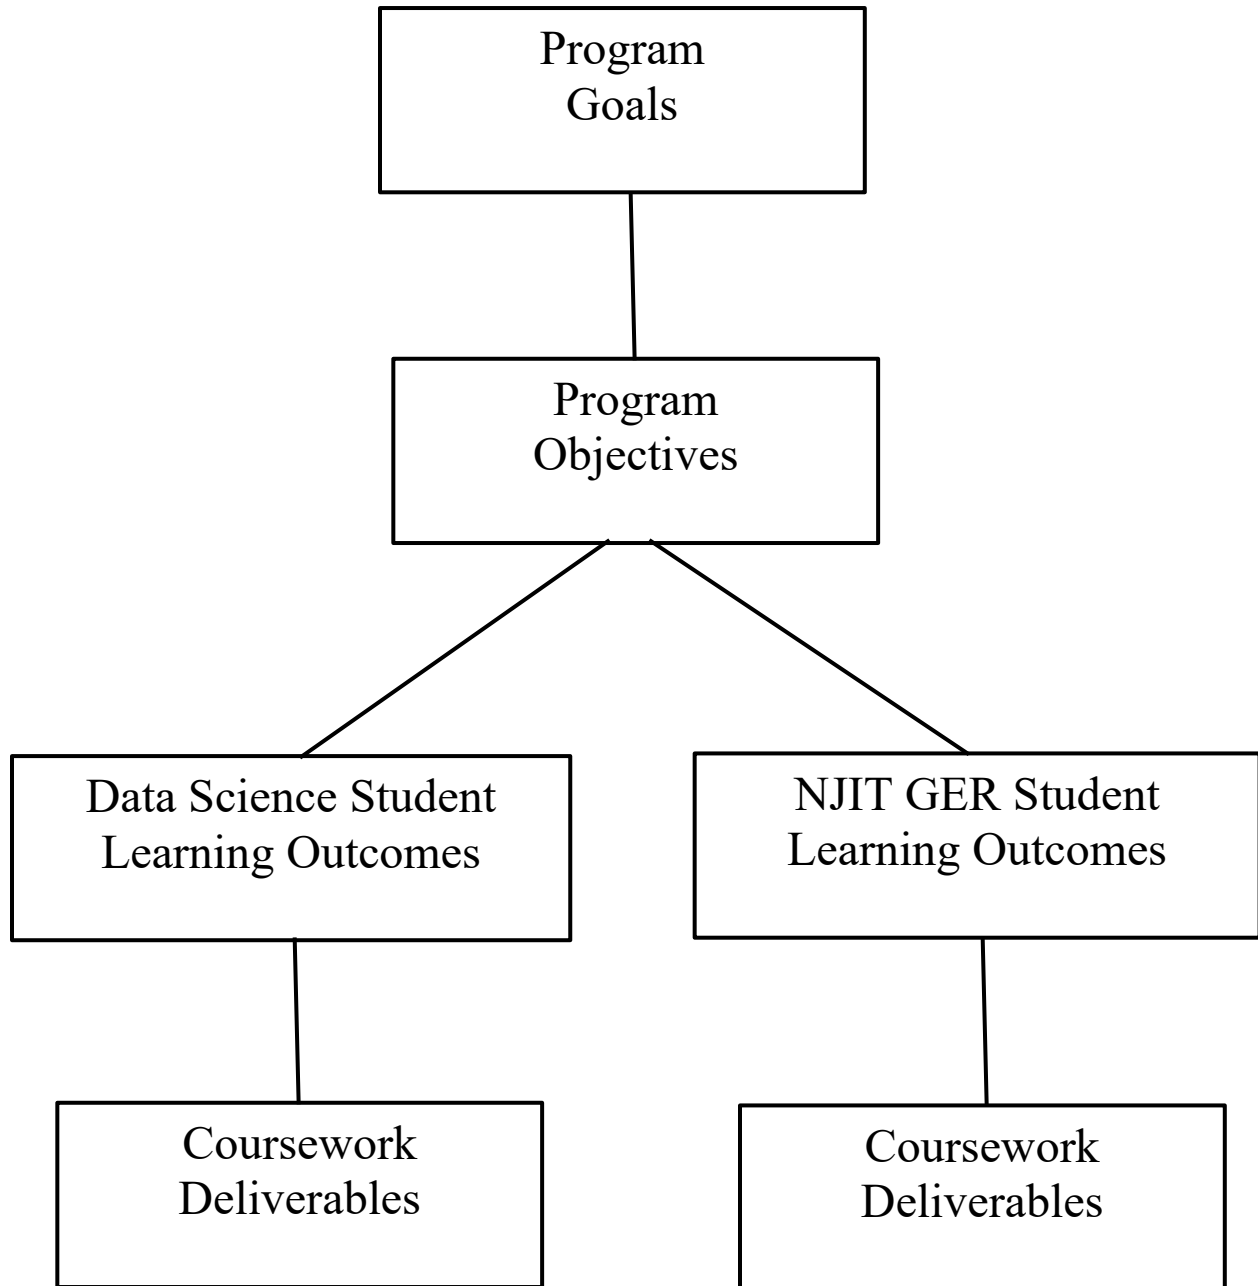 Program
Goals
Program
Objectives
Data Science Student
Learning Outcomes
NJIT GER Student
Learning Outcomes
Coursework
Deliverables
Coursework
Deliverables